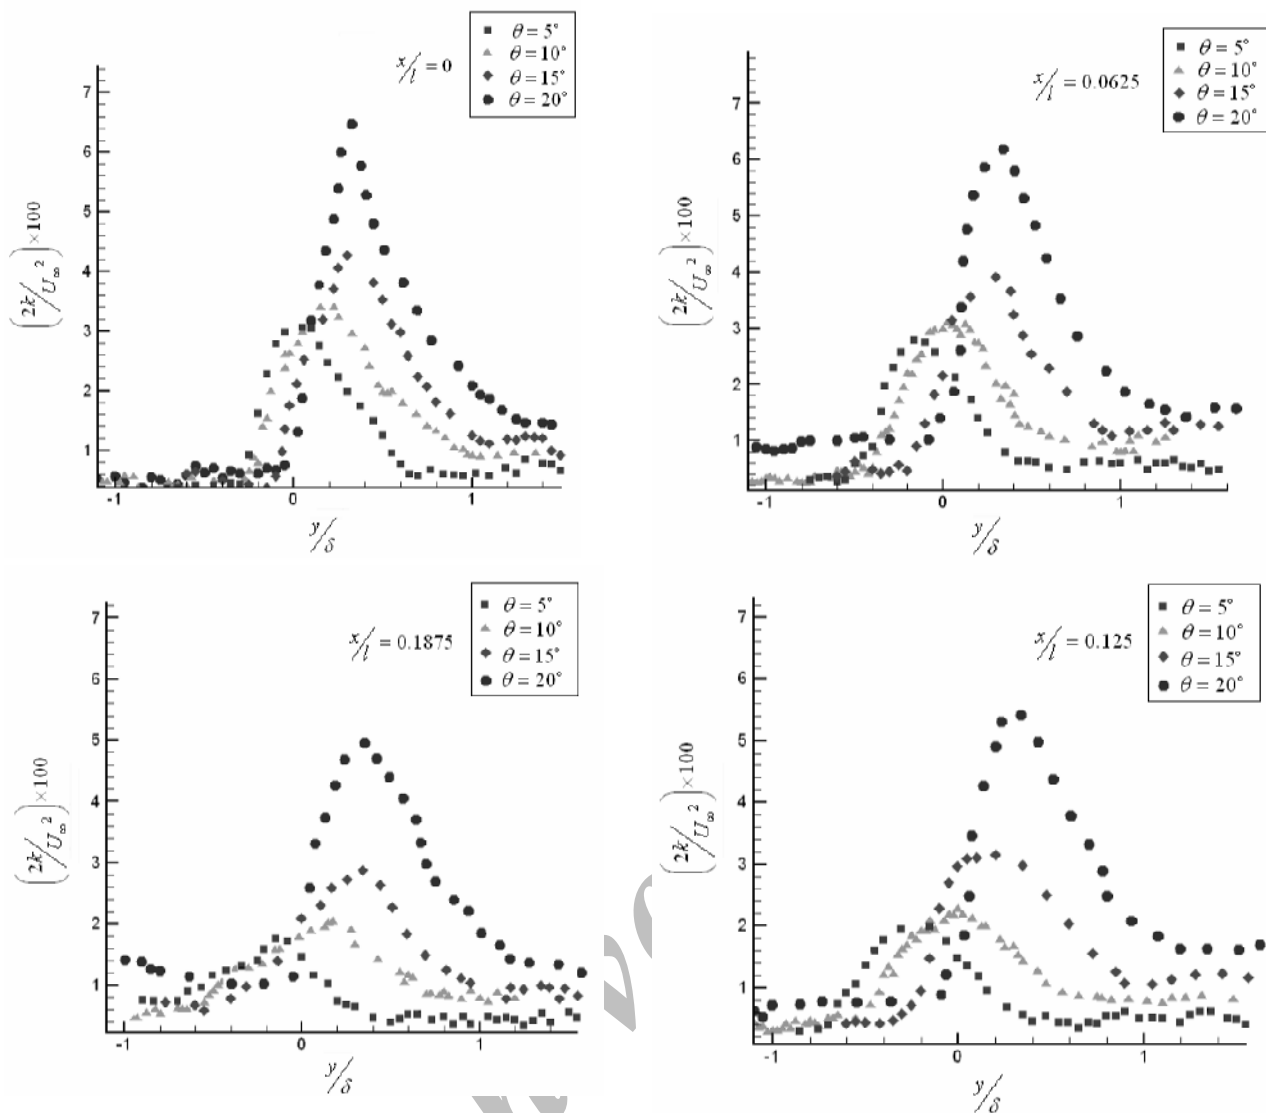 x/l = 0
θ = 5°
θ = 10°
θ = 15°
θ = 20°
(2k/U∞²)×100
7
6
5
4
3
2
1
-1 0 1
y/δ
x/l = 0.0625
θ = 5°
θ = 10°
θ = 15°
θ = 20°
(2k/U∞²)×100
7
6
5
4
3
2
1
-1 0 1
y/δ
x/l = 0.1875
θ = 5°
θ = 10°
θ = 15°
θ = 20°
(2k/U∞²)×100
7
6
5
4
3
2
1
-1 0 1
y/δ
x/l = 0.125
θ = 5°
θ = 10°
θ = 15°
θ = 20°
(2k/U∞²)×100
7
6
5
4
3
2
1
-1 0 1
y/δ